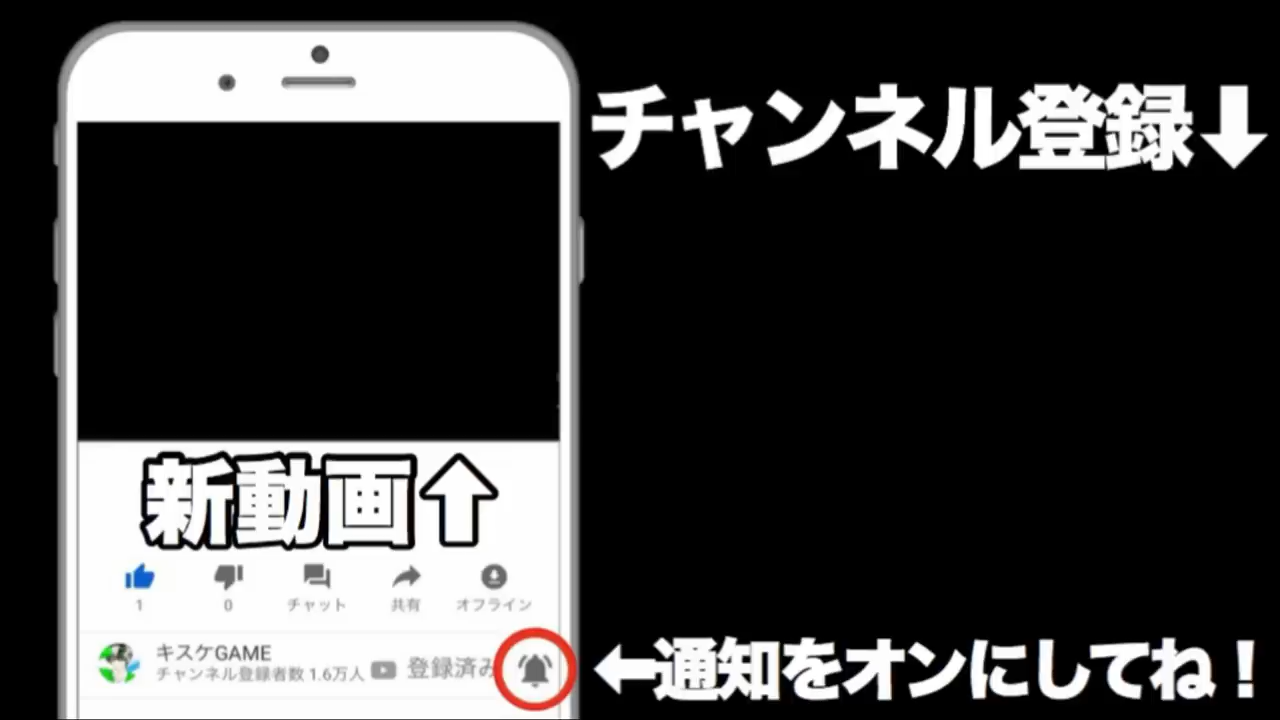 チャンネル登録↓
新動画↑
1
0
チャット
共有
オフライン
キスケGAME
チャンネル登録者数 1.6万人
登録済み
←通知をオンにしてね！